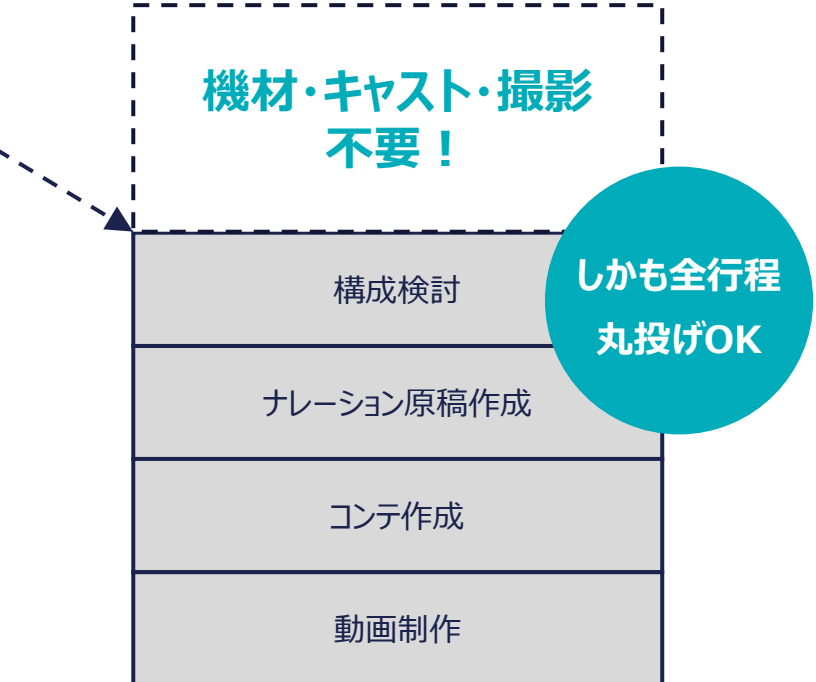 機材・キャスト・撮影
不要！
しかも全行程
丸投げOK
構成検討
ナレーション原稿作成
コンテ作成
動画制作